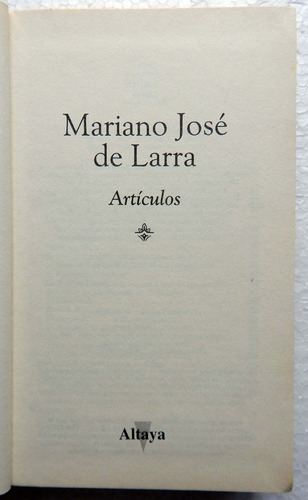 Mariano José
de Larra
Artículos
Altaya